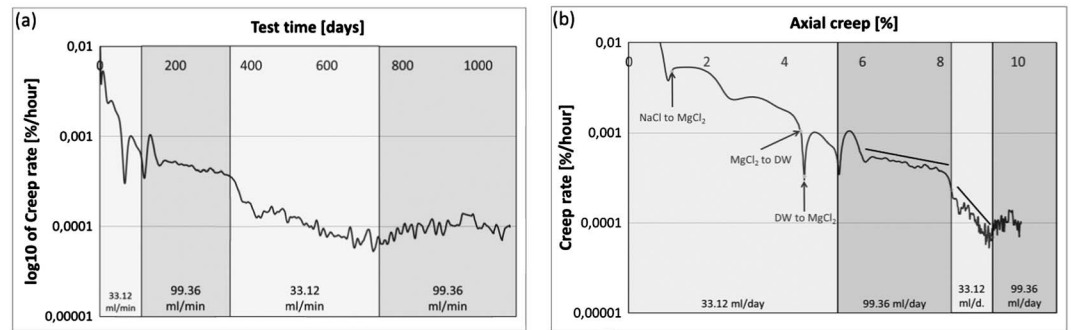 (a)
Test time [days]
0,01
0 200 400 600 800 1000
0,001
0,0001
0,00001
log10 of Creep rate [%/hour]
33.12
ml/min
99.36
ml/min
33.12
ml/min
99.36
ml/min
(b)
Axial creep [%]
0,01
0 2 4 6 8 10
0,001
0,0001
0,00001
Creep rate [%/hour]
NaCl to MgCl₂
MgCl₂ to DW
DW to MgCl₂
33.12 ml/day
99.36 ml/day
33.12
ml/d.
99.36
ml/day